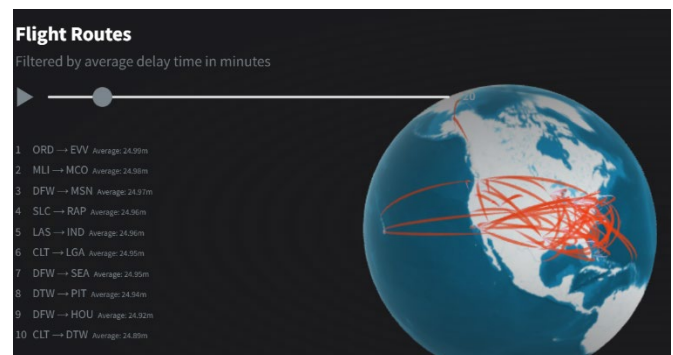 Flight Routes
Filtered by average delay time in minutes
1 ORD → EVV Average: 24.99m
2 MLI → MCO Average: 24.98m
3 DFW → MSN Average: 24.97m
4 SLC → RAP Average: 24.96m
5 LAS → IND Average: 24.96m
6 CLT → LGA Average: 24.95m
7 DFW → SEA Average: 24.95m
8 DTW → PIT Average: 24.94m
9 DFW → HOU Average: 24.92m
10 CLT → DTW Average: 24.89m